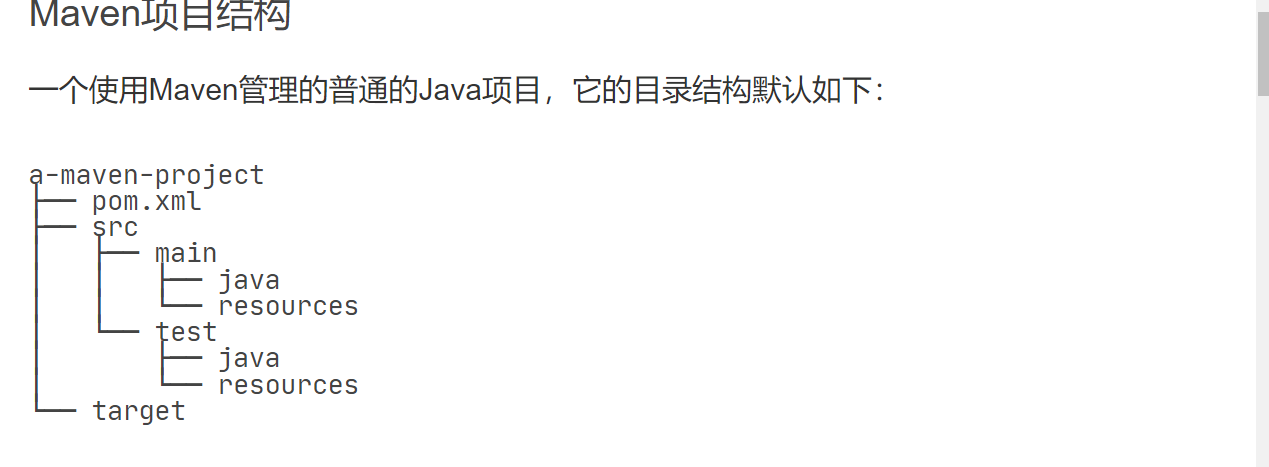 Maven项目结构
一个使用Maven管理的普通的Java项目，它的目录结构默认如下：
a-maven-project
├── pom.xml
├── src
│   ├── main
│   │   ├── java
│   │   └── resources
│   └── test
│       ├── java
│       └── resources
└── target